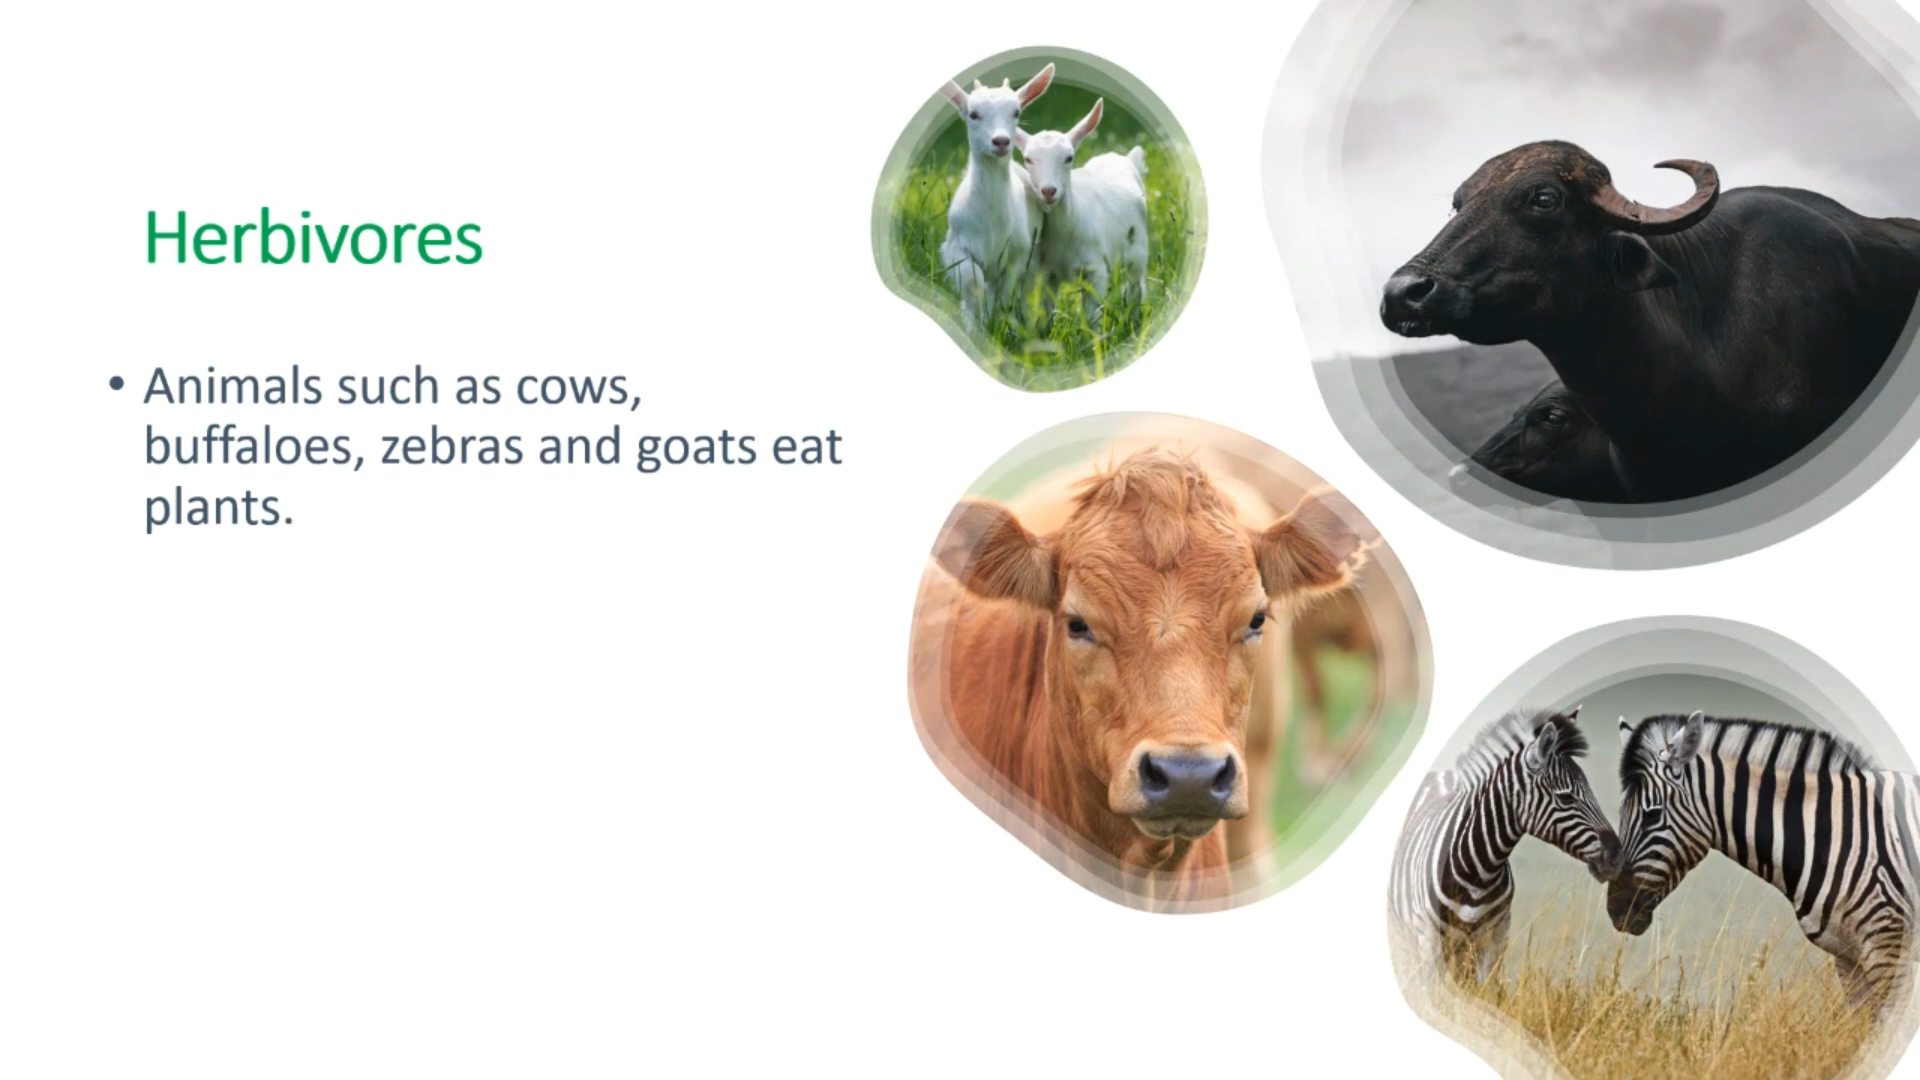 Herbivores
• Animals such as cows,
buffaloes, zebras and goats eat
plants.